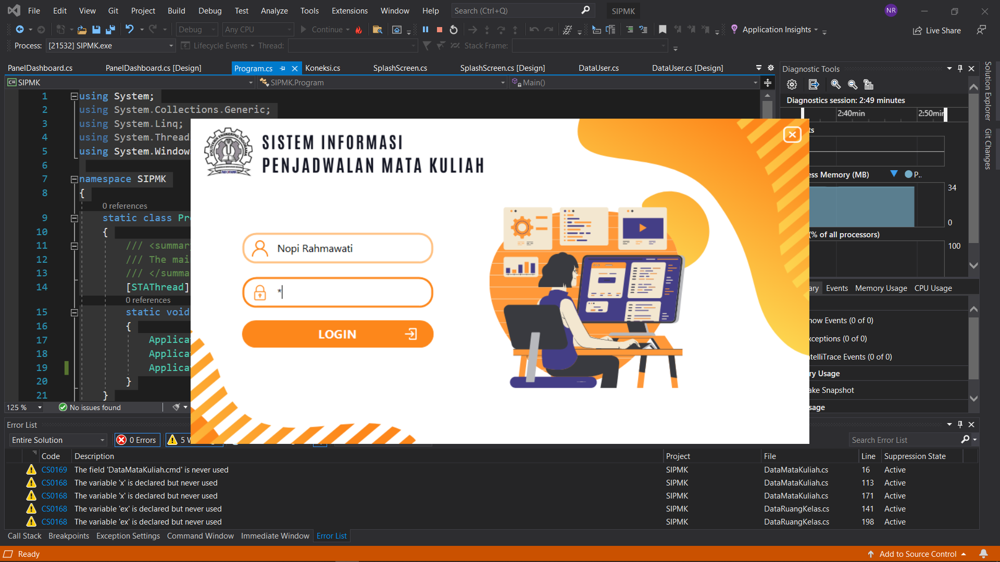 File Edit View Git Project Build Debug Test Analyze Tools Extensions Window Help Search (Ctrl+Q) SIPMK NR
Debug Any CPU Continue Application Insights Live Share
Process: [21532] SIPMK.exe Lifecycle Events Thread: Stack Frame:
PanelDashboard.cs PanelDashboard.cs [Design] Program.cs Koneksi.cs SplashScreen.cs SplashScreen.cs [Design] DataUser.cs DataUser.cs [Design]
C# SIPMK SIPMK.Program Main()
1 using System;
2 using System.Collections.Generic;
3 using System.Linq;
4 using System.Thread
5 using System.Window
6
7 namespace SIPMK
8 {
0 references
9 static class Pr
10 {
11 /// <summar
12 /// The mai
13 /// </summa
14 [STAThread]
0 references
15 static void
16 {
17 Applica
18 Applica
19 Applica
20 }
21 }
125 % No issues found
SISTEM INFORMASI
PENJADWALAN MATA KULIAH
Nopi Rahmawati
*
LOGIN
Diagnostic Tools
Diagnostics session: 2:49 minutes
2:40min 2:50min
ts
ess Memory (MB) P..
34
0
(% of all processors)
100
ary Events Memory Usage CPU Usage
how Events (0 of 0)
xceptions (0 of 0)
ntelliTrace Events (0 of 0)
ry Usage
ake Snapshot
sage
Solution Explorer
Git Changes
Error List
Entire Solution 0 Errors 5 W Search Error List
Code Description Project File Line Suppression State
CS0169 The field 'DataMataKuliah.cmd' is never used SIPMK DataMataKuliah.cs 16 Active
CS0168 The variable 'x' is declared but never used SIPMK DataMataKuliah.cs 113 Active
CS0168 The variable 'x' is declared but never used SIPMK DataMataKuliah.cs 171 Active
CS0168 The variable 'ex' is declared but never used SIPMK DataRuangKelas.cs 141 Active
CS0168 The variable 'ex' is declared but never used SIPMK DataRuangKelas.cs 198 Active
Call Stack Breakpoints Exception Settings Command Window Immediate Window Error List
Ready Add to Source Control